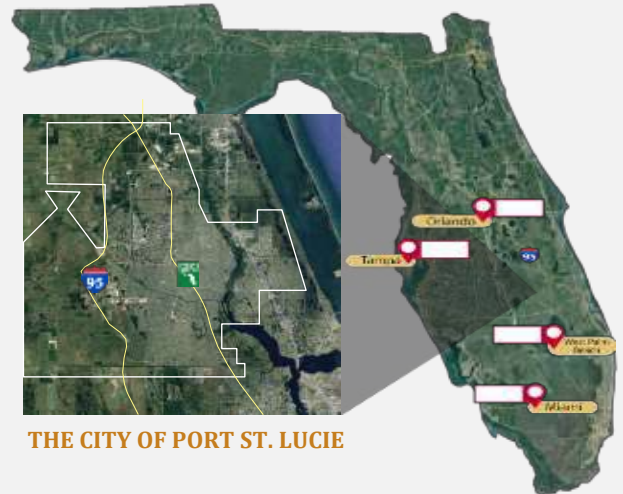 Orlando
Tampa
95
95
West Palm
Beach
Miami
THE CITY OF PORT ST. LUCIE